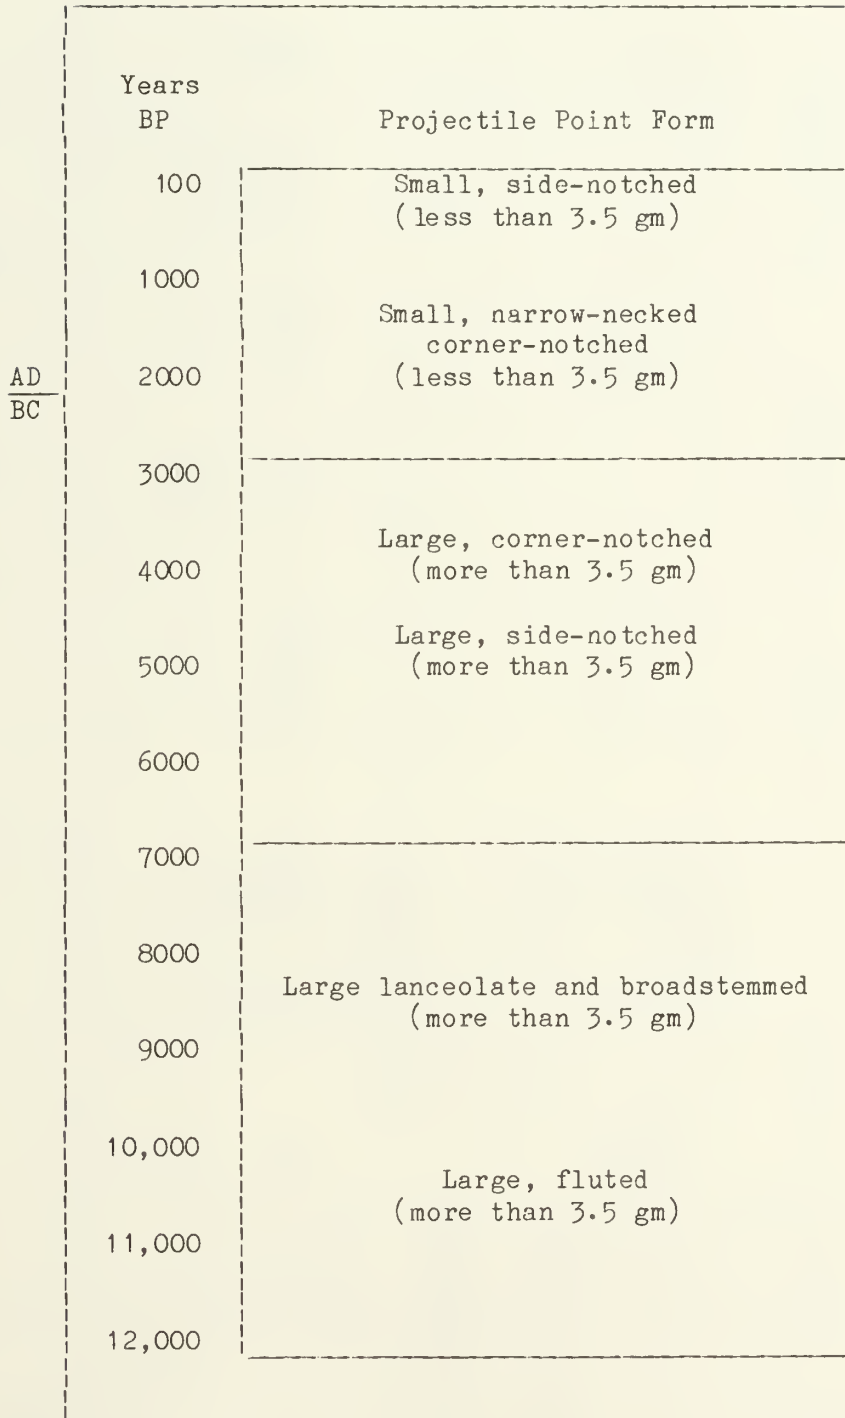 Years
BP Projectile Point Form
100 Small, side-notched
(less than 3.5 gm)
1000
Small, narrow-necked
corner-notched
AD 2000 (less than 3.5 gm)
BC
3000
Large, corner-notched
4000 (more than 3.5 gm)
Large, side-notched
5000 (more than 3.5 gm)
6000
7000
8000
Large lanceolate and broadstemmed
(more than 3.5 gm)
9000
10,000
Large, fluted
(more than 3.5 gm)
11,000
12,000